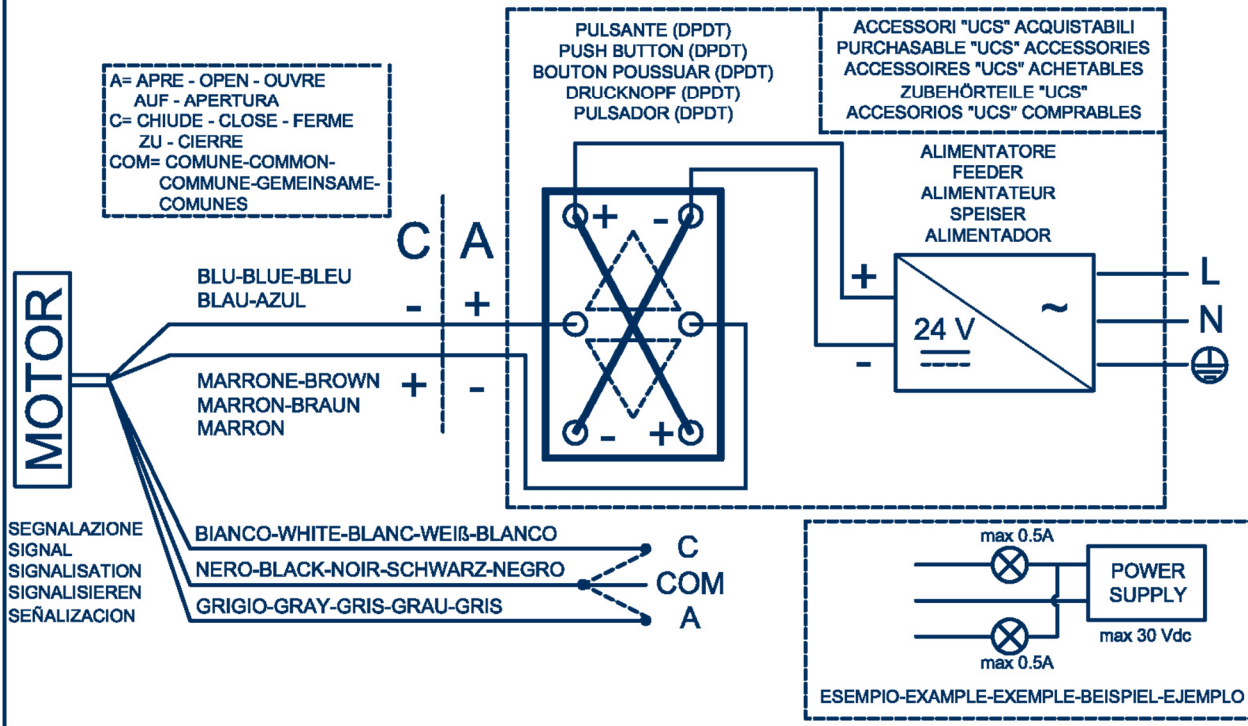 A= APRE - OPEN - OUVRE
AUF - APERTURA
C= CHIUDE - CLOSE - FERME
ZU - CIERRE
COM= COMUNE-COMMON-
COMMUNE-GEMEINSAME-
COMUNES
PULSANTE (DPDT)
PUSH BUTTON (DPDT)
BOUTON POUSSUAR (DPDT)
DRUCKNOPF (DPDT)
PULSADOR (DPDT)
ACCESSORI "UCS" ACQUISTABILI
PURCHASABLE "UCS" ACCESSORIES
ACCESSOIRES "UCS" ACHETABLES
ZUBEHÖRTEILE "UCS"
ACCESORIOS "UCS" COMPRABLES
ALIMENTATORE
FEEDER
ALIMENTATEUR
SPEISER
ALIMENTADOR
C A
BLU-BLUE-BLEU
BLAU-AZUL
- +
MARRONE-BROWN
MARRON-BRAUN
MARRON
+ -
+ -
- +
+
-
24 V
~
L
N
MOTOR
SEGNALAZIONE
SIGNAL
SIGNALISATION
SIGNALISIEREN
SEÑALIZACION
BIANCO-WHITE-BLANC-WEIß-BLANCO
NERO-BLACK-NOIR-SCHWARZ-NEGRO
GRIGIO-GRAY-GRIS-GRAU-GRIS
C
COM
A
max 0.5A
POWER
SUPPLY
max 30 Vdc
max 0.5A
ESEMPIO-EXAMPLE-EXEMPLE-BEISPIEL-EJEMPLO